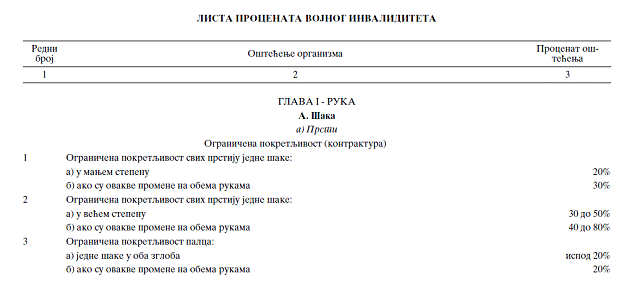 ЛИСТА ПРОЦЕНАТА ВОЈНОГ ИНВАЛИДИТЕТА
Редни број Оштећење организма Проценат оштећења
1 2 3
ГЛАВА I - РУКА
А. Шака
а) Прсти
Ограничена покретљивост (контрактура)
1 Ограничена покретљивост свих прстију једне шаке:
а) у мањем степену 20%
б) ако су овакве промене на обема рукама 30%
2 Ограничена покретљивост свих прстију једне шаке:
а) у већем степену 30 до 50%
б) ако су овакве промене на обема рукама 40 до 80%
3 Ограничена покретљивост палца:
а) једне шаке у оба зглоба испод 20%
б) ако су овакве промене на обема рукама 20%